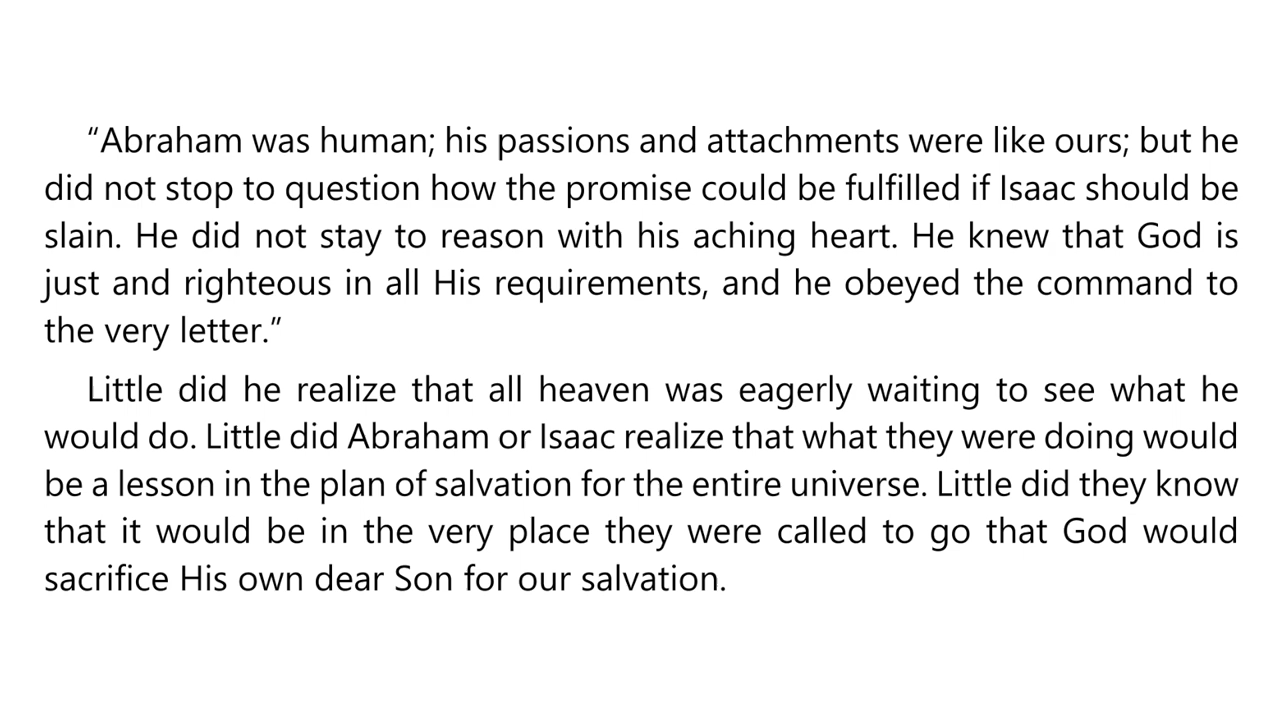 “Abraham was human; his passions and attachments were like ours; but he
did not stop to question how the promise could be fulfilled if Isaac should be
slain. He did not stay to reason with his aching heart. He knew that God is
just and righteous in all His requirements, and he obeyed the command to
the very letter.”
Little did he realize that all heaven was eagerly waiting to see what he
would do. Little did Abraham or Isaac realize that what they were doing would
be a lesson in the plan of salvation for the entire universe. Little did they know
that it would be in the very place they were called to go that God would
sacrifice His own dear Son for our salvation.